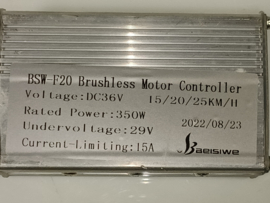 BSW-F20 Brushless Motor Controller
Voltage:DC36V 15/20/25KM/H
Rated Power:350W
Undervoltage:29V 2022/08/23
Current-Limiting:15A Baeisiwe